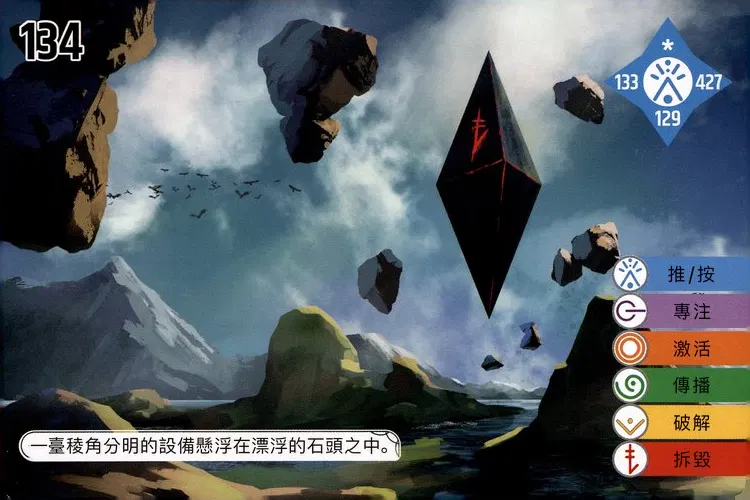 134
*
133
427
129
推/按
專注
激活
傳播
破解
拆毀
一臺稜角分明的設備懸浮在漂浮的石頭之中。